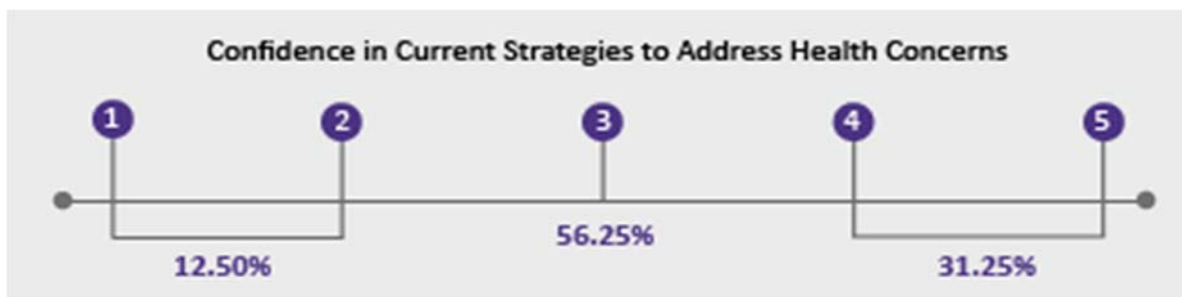 Confidence in Current Strategies to Address Health Concerns
1 2 3 4 5
56.25%
12.50% 31.25%